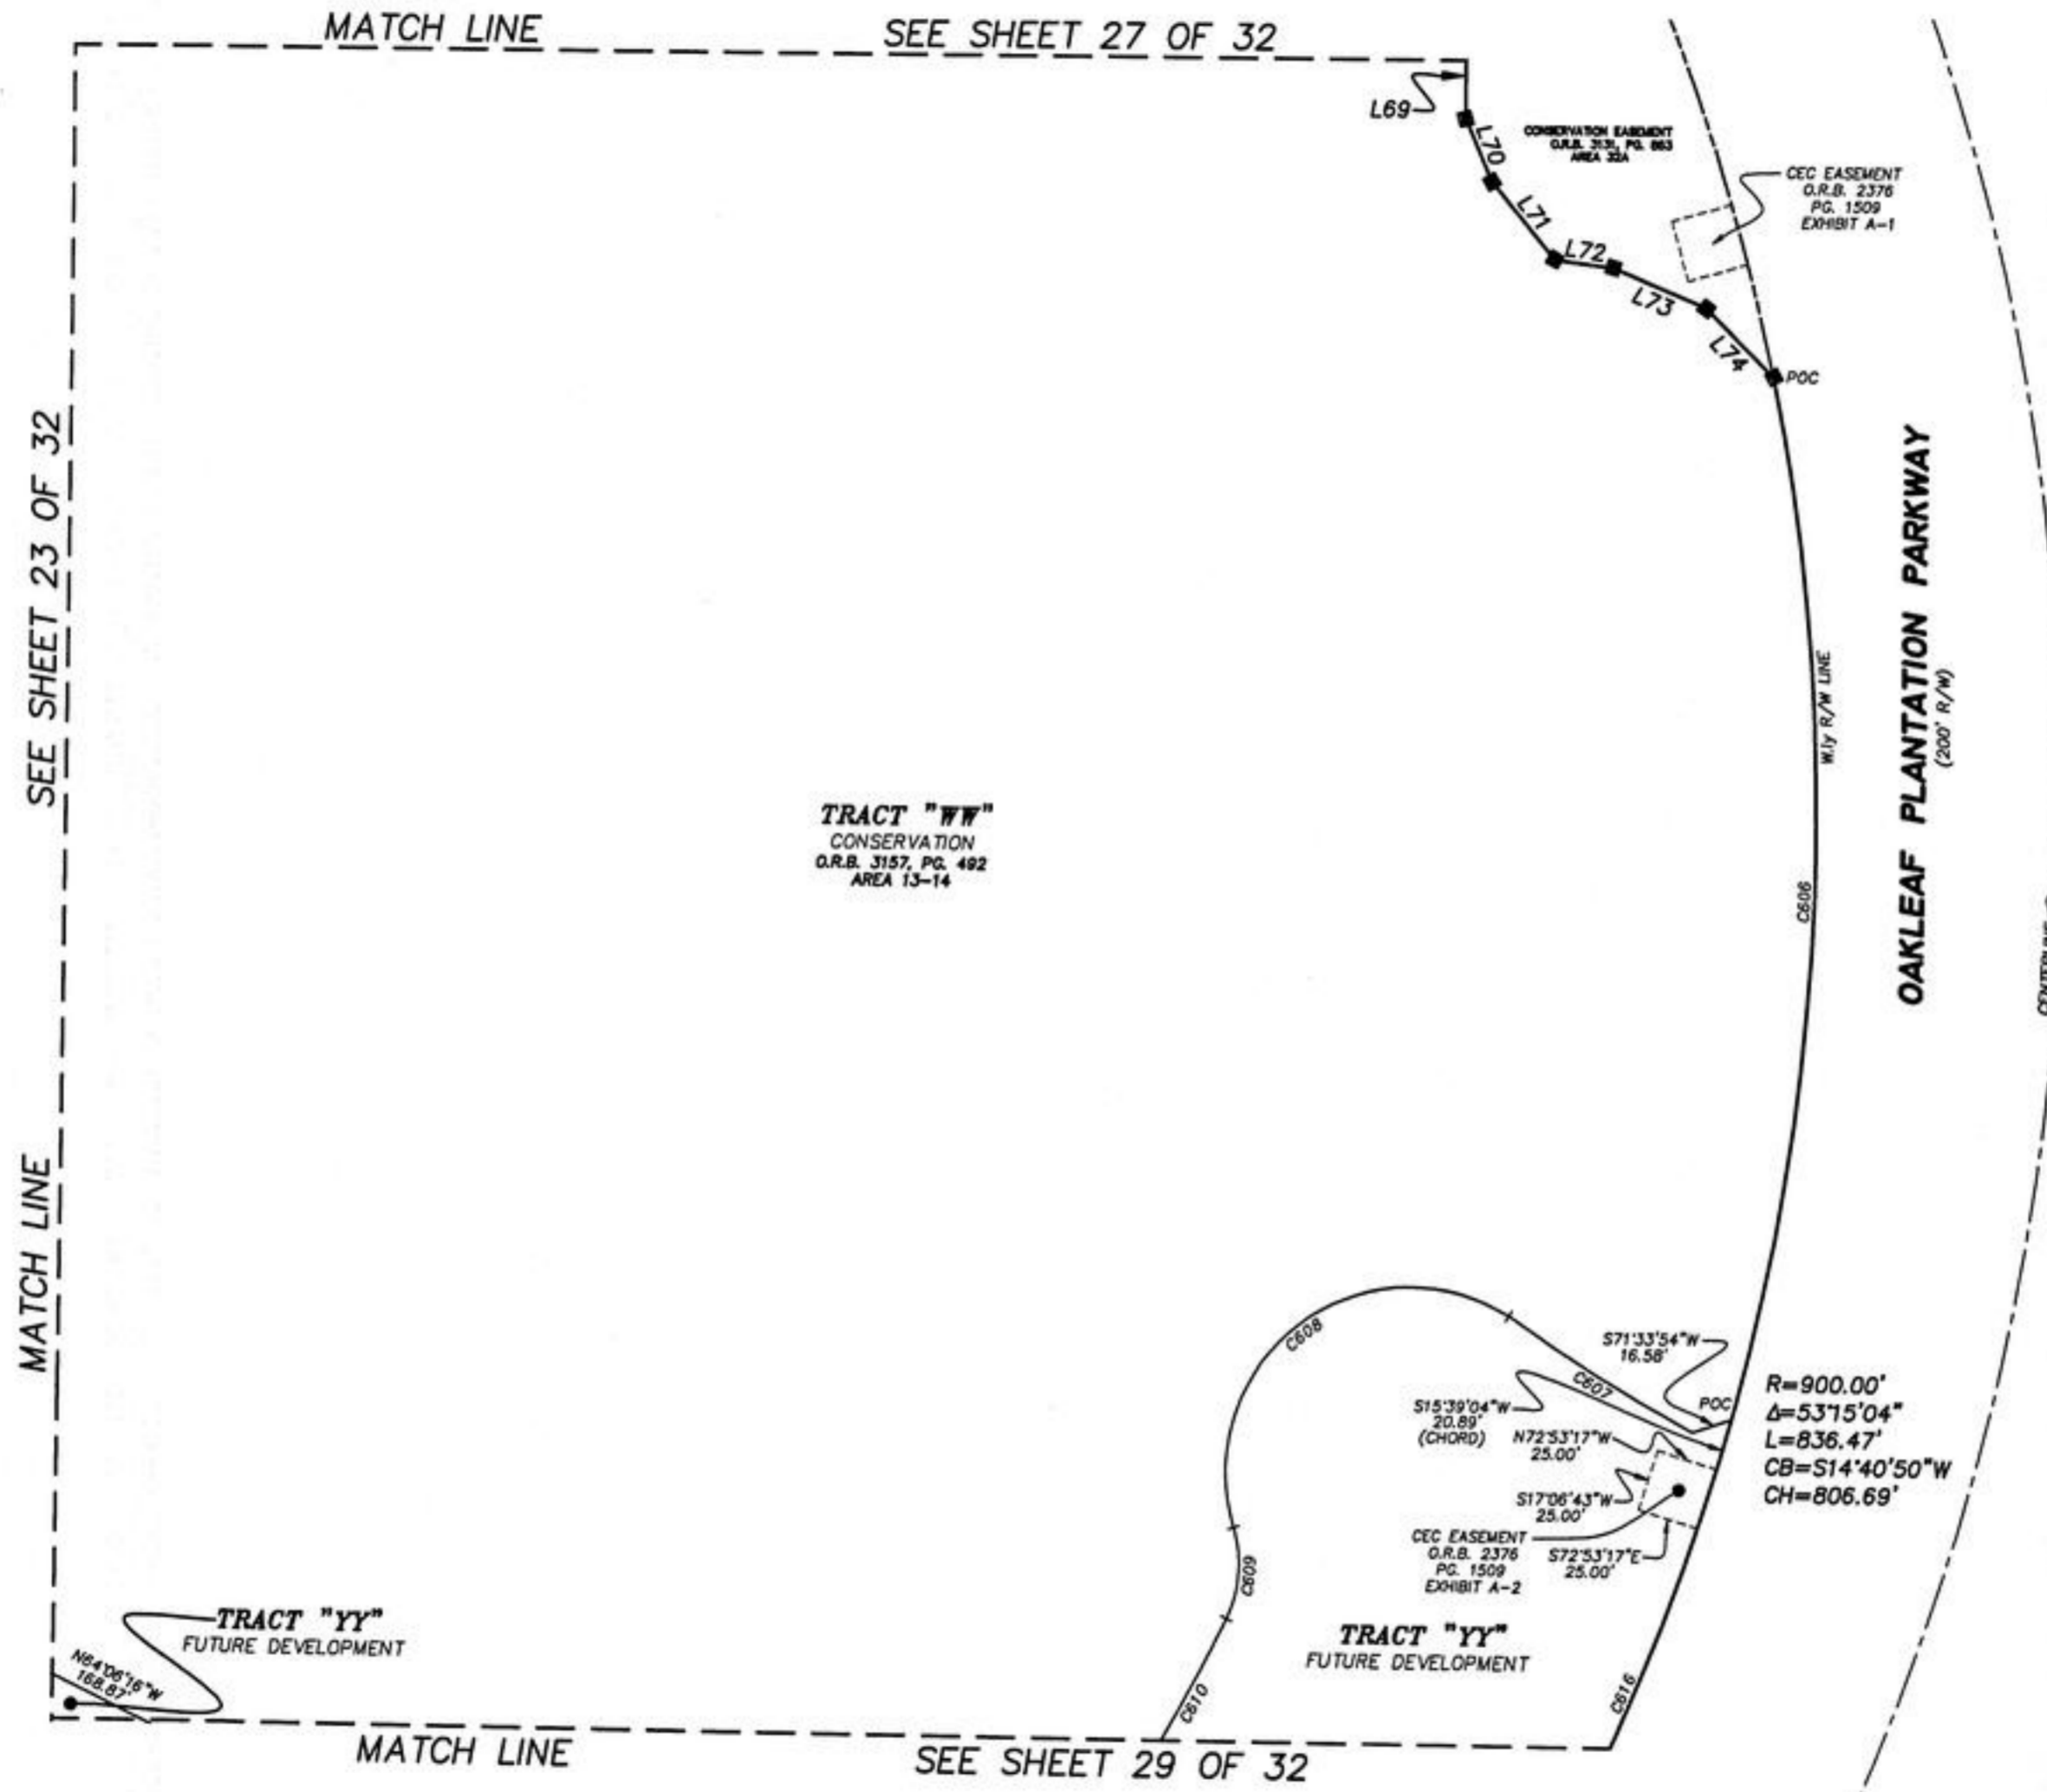 MATCH LINE
SEE SHEET 27 OF 32
L69
L70
L71
L72
L73
L74
CONSERVATION EASEMENT
O.R.B. 3131, PG. 863
AREA 32A
CEC EASEMENT
O.R.B. 2376
PG. 1509
EXHIBIT A-1
POC
SEE SHEET 23 OF 32
MATCH LINE
OAKLEAF PLANTATION PARKWAY
(200' R/W)
W.ly R/W LINE
C606
TRACT "WW"
CONSERVATION
O.R.B. 3157, PG. 492
AREA 13-14
C608
C607
S71°33'54"W
16.58'
POC
R=900.00'
Δ=53°15'04"
L=836.47'
CB=S14°40'50"W
CH=806.69'
S15°39'04"W
20.89'
(CHORD)
N72°53'17"W
25.00'
S17°06'43"W
25.00'
CEC EASEMENT
O.R.B. 2376
PG. 1509
EXHIBIT A-2
S72°53'17"E
25.00'
C609
C610
C616
TRACT "YY"
FUTURE DEVELOPMENT
TRACT "YY"
FUTURE DEVELOPMENT
N64°06'16"W
168.87'
MATCH LINE
SEE SHEET 29 OF 32